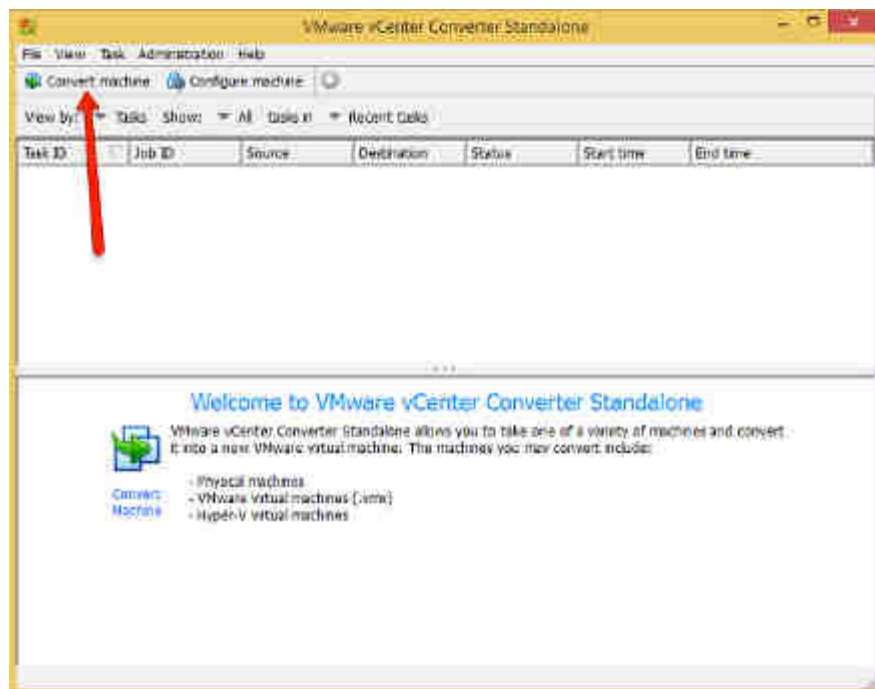 VMware vCenter Converter Standalone
File View Task Administration Help
Convert machine Configure machine
View by: Tasks Show: All tasks in Recent tasks
Task ID Job ID Source Destination Status Start time End time
Welcome to VMware vCenter Converter Standalone
VMware vCenter Converter Standalone allows you to take one of a variety of machines and convert
it into a new VMware virtual machine. The machines you may convert include:
- Physical machines
- VMware virtual machines (.vmx)
- Hyper-V virtual machines
Convert
Machine